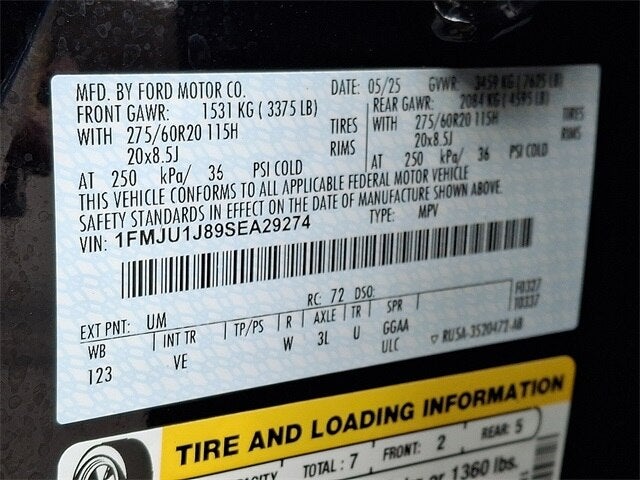 MFD. BY FORD MOTOR CO. DATE: 05/25 GVWR: 3459 KG (7625 LB)
FRONT GAWR: 1531 KG (3375 LB) REAR GAWR: 2084 KG (4595 LB)
WITH 275/60R20 115H TIRES WITH 275/60R20 115H TIRES
20x8.5J RIMS 20x8.5J RIMS
AT 250 kPa/ 36 PSI COLD AT 250 kPa/ 36 PSI COLD
THIS VEHICLE CONFORMS TO ALL APPLICABLE FEDERAL MOTOR VEHICLE
SAFETY STANDARDS IN EFFECT ON THE DATE OF MANUFACTURE SHOWN ABOVE.
VIN: 1FMJU1J89SEA29274 TYPE: MPV
EXT PNT: UM RC: 72 DSO: F0327
10337
WB INT TR TP/PS R AXLE TR SPR
123 VE W 3L U GGAA
ULC ▽ RU5A-3520472-AB
TIRE AND LOADING INFORMATION
TOTAL: 7 FRONT: 2 REAR: 5
or 1360 lbs.